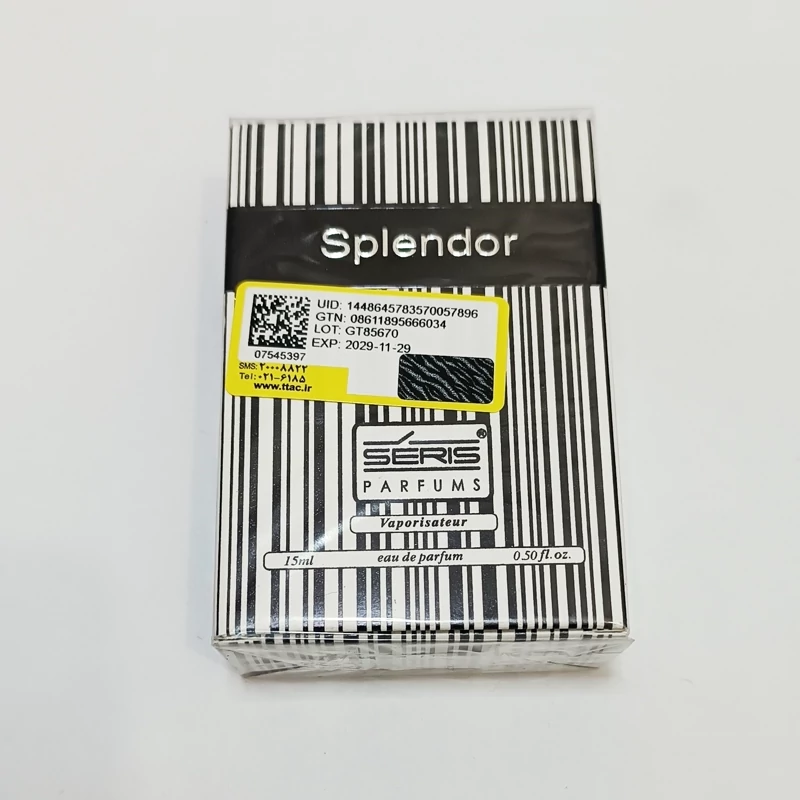 Splendor
UID: 1448645783570057896
GTN: 08611895666034
LOT: GT85670
EXP: 2029-11-29
07545397
SMS: ۲۰۰۰۸۸۲۲
Tel: ۰۲۱-۶۱۸۵
www.ttac.ir
SERIS®
PARFUMS
Vaporisateur
15ml eau de parfum 0.50 fl. oz.